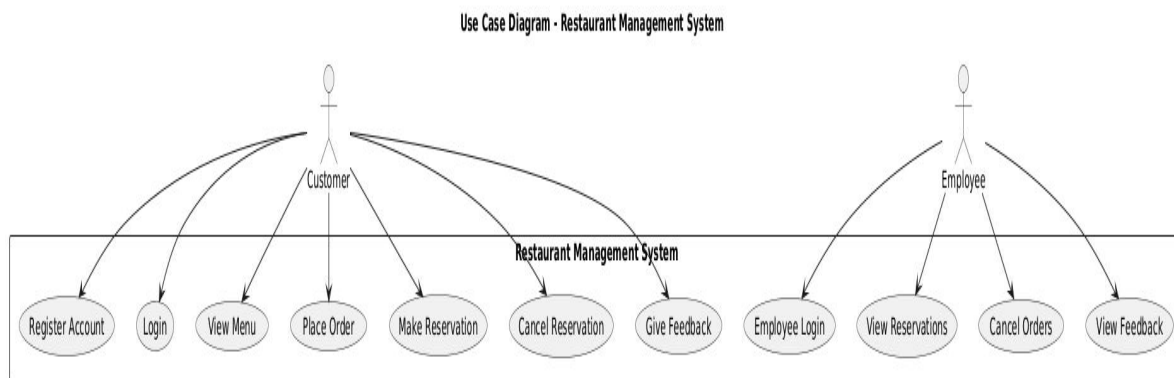 Use Case Diagram - Restaurant Management System
Customer
Employee
Restaurant Management System
Register Account
Login
View Menu
Place Order
Make Reservation
Cancel Reservation
Give Feedback
Employee Login
View Reservations
Cancel Orders
View Feedback